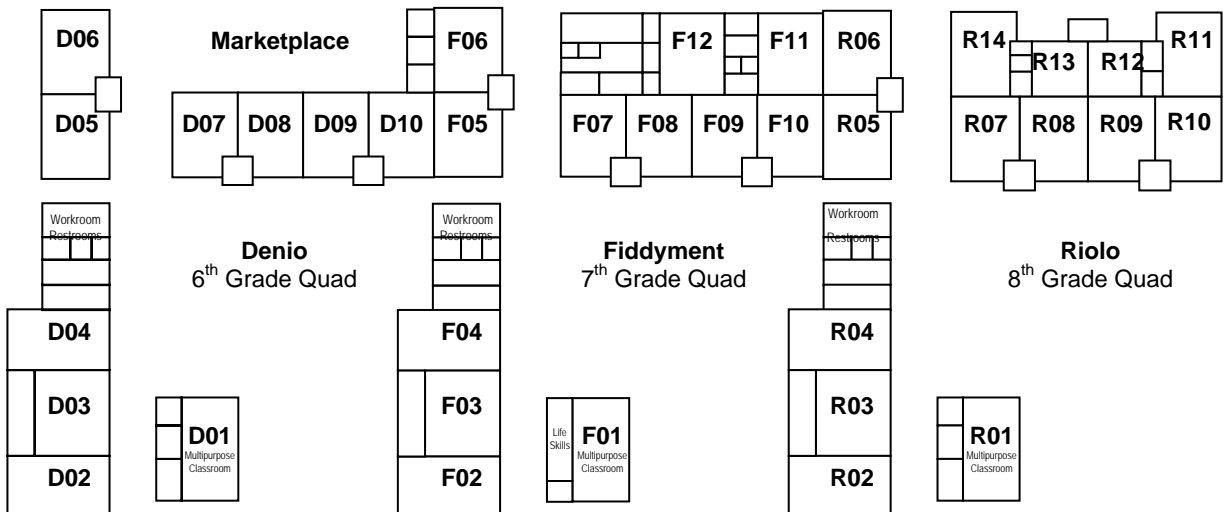 D06
Marketplace
F06
F12
F11
R06
R14
R13
R12
R11
D05
D07
D08
D09
D10
F05
F07
F08
F09
F10
R05
R07
R08
R09
R10
Workroom
Restrooms
Denio
6th Grade Quad
Workroom
Restrooms
Fiddyment
7th Grade Quad
Workroom
Restrooms
Riolo
8th Grade Quad
D04
F04
R04
D03
D01
Multipurpose
Classroom
F03
Life
Skills
F01
Multipurpose
Classroom
R03
R01
Multipurpose
Classroom
D02
F02
R02